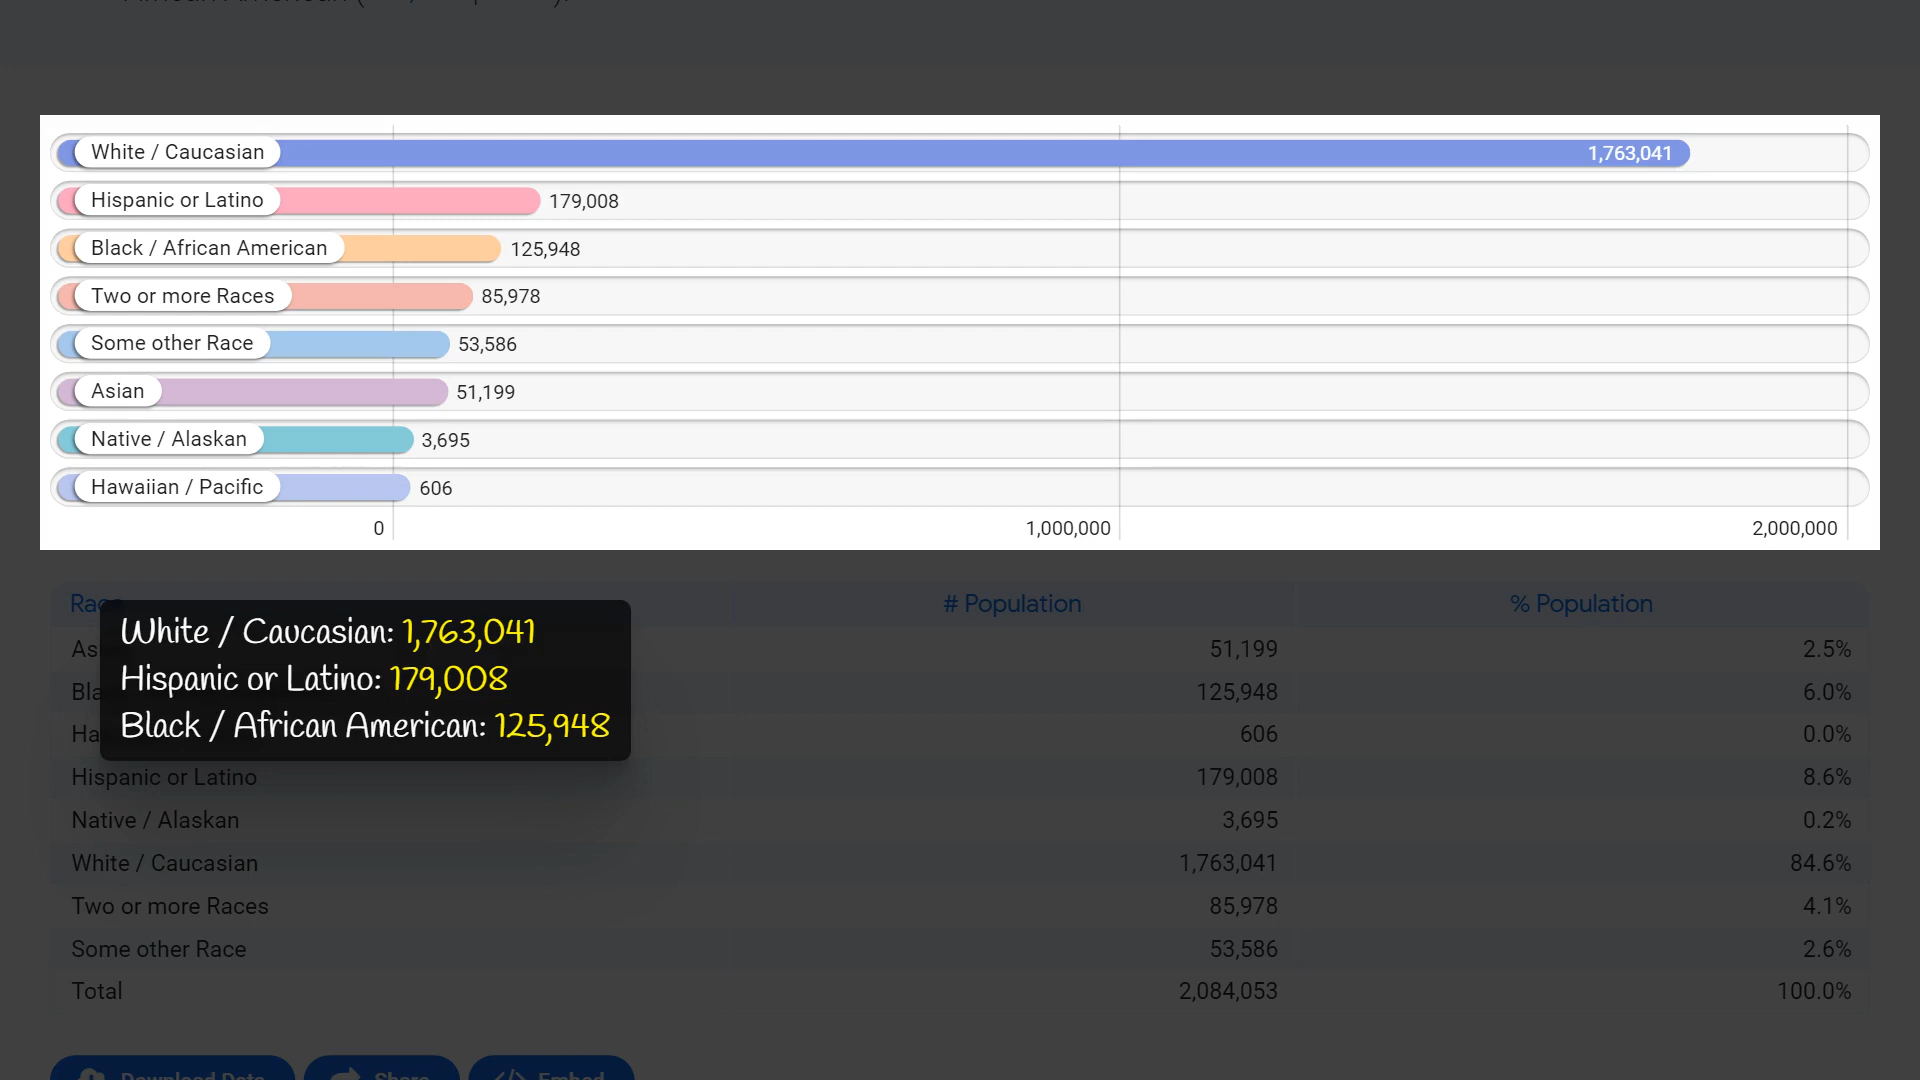 White / Caucasian 1,763,041
Hispanic or Latino 179,008
Black / African American 125,948
Two or more Races 85,978
Some other Race 53,586
Asian 51,199
Native / Alaskan 3,695
Hawaiian / Pacific 606
0 1,000,000 2,000,000
# Population % Population
White / Caucasian: 1,763,041
Hispanic or Latino: 179,008
Black / African American: 125,948
51,199 2.5%
125,948 6.0%
606 0.0%
Hispanic or Latino 179,008 8.6%
Native / Alaskan 3,695 0.2%
White / Caucasian 1,763,041 84.6%
Two or more Races 85,978 4.1%
Some other Race 53,586 2.6%
Total 2,084,053 100.0%
Download Data Share Embed